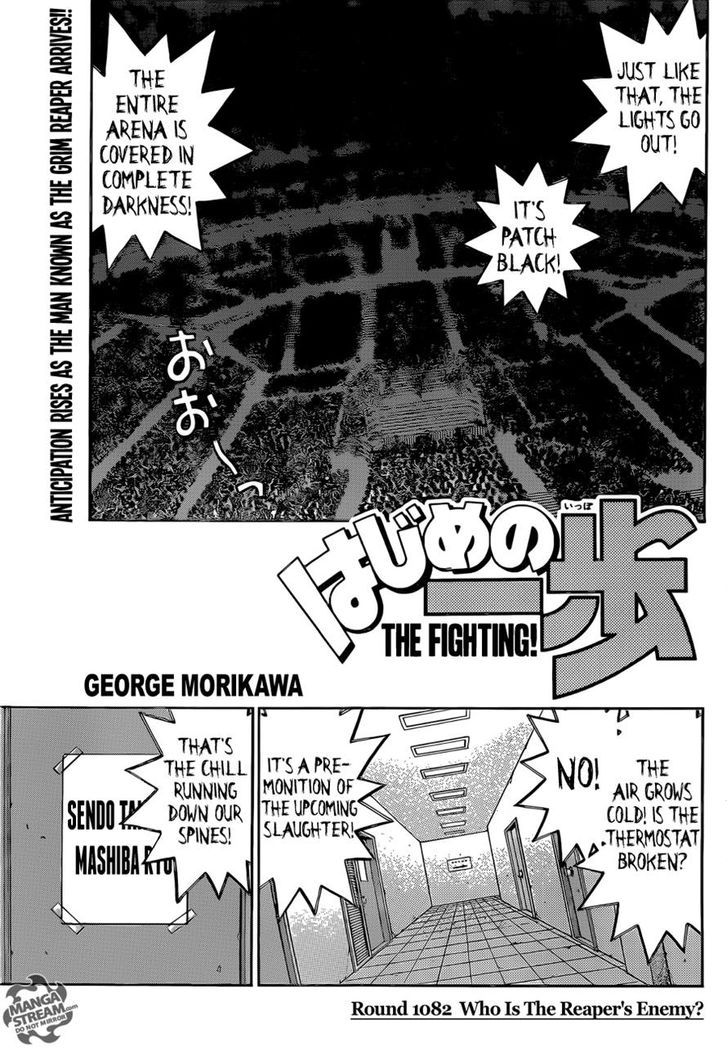 ANTICIPATION RISES AS THE MAN KNOWN AS THE GRIM REAPER ARRIVES!!
JUST LIKE
THAT, THE
LIGHTS GO
OUT!
IT'S
PATCH
BLACK!
THE
ENTIRE
ARENA IS
COVERED IN
COMPLETE
DARKNESS!
おお〜っ
はじめの一歩
いっぽ
THE FIGHTING!
GEORGE MORIKAWA
THE
AIR GROWS
COLD! IS THE
THERMOSTAT
BROKEN?
NO!
IT'S A PRE-
MONITION OF
THE UPCOMING
SLAUGHTER!
THAT'S
THE CHILL
RUNNING
DOWN OUR
SPINES!
SENDO
MASHIBA
MANGA
STREAM.com
DO NOT MIRROR
Round 1082 Who Is The Reaper's Enemy?